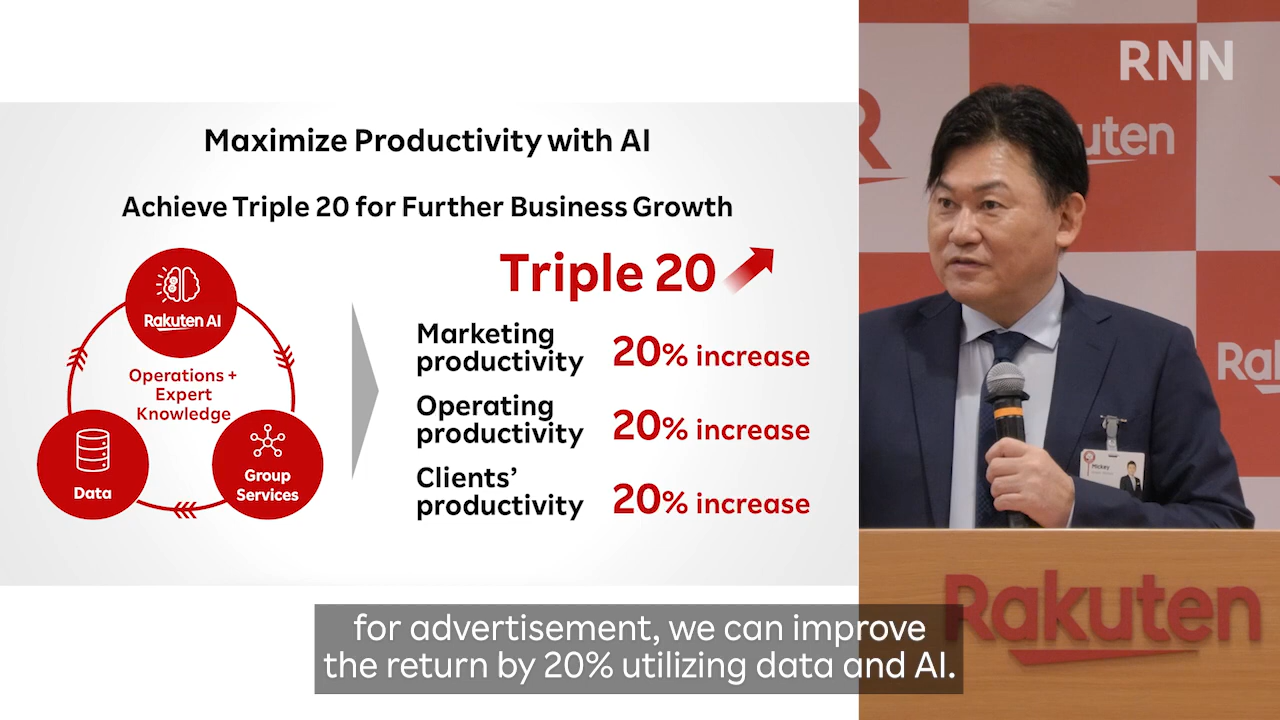 Maximize Productivity with AI
Achieve Triple 20 for Further Business Growth
Triple 20
Rakuten AI
Operations +
Expert
Knowledge
Data
Group
Services
Marketing
productivity
20% increase
Operating
productivity
20% increase
Clients’
productivity
20% increase
RNN
R
Rakuten
Rak
Mickey
Rakuten
for advertisement, we can improve
the return by 20% utilizing data and AI.